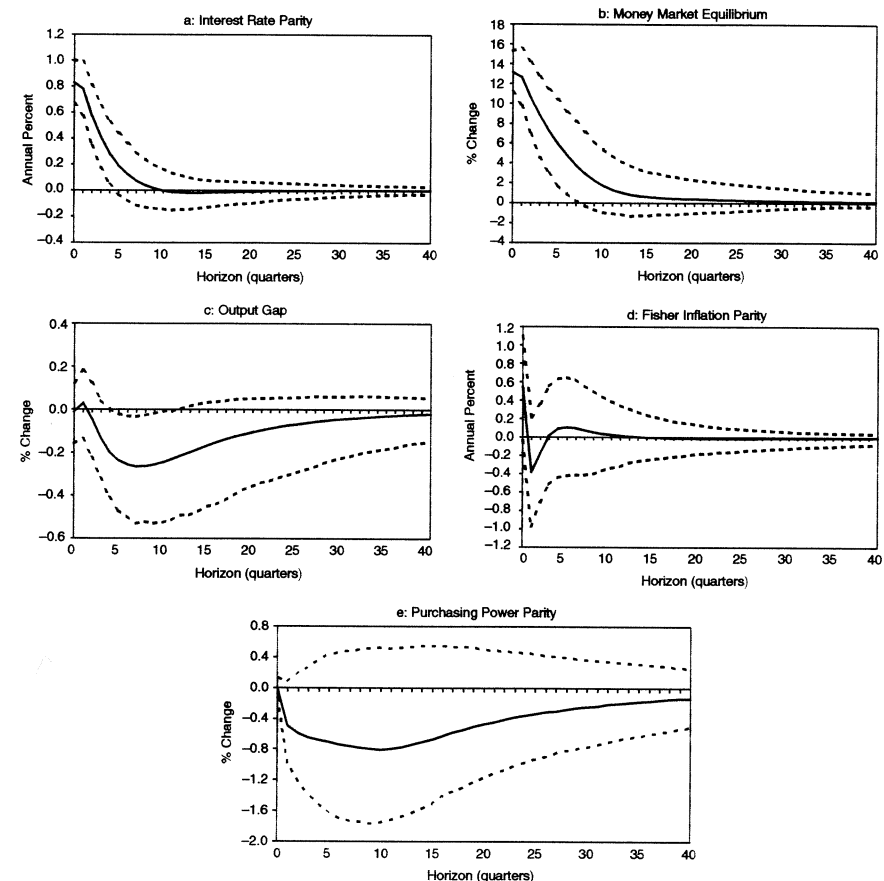 a: Interest Rate Parity
Annual Percent
1.2
1.0
0.8
0.6
0.4
0.2
0.0
−0.2
−0.4
0 5 10 15 20 25 30 35 40
Horizon (quarters)
b: Money Market Equilibrium
% Change
18
16
14
12
10
8
6
4
2
0
−2
−4
0 5 10 15 20 25 30 35 40
Horizon (quarters)
c: Output Gap
% Change
0.4
0.2
0.0
−0.2
−0.4
−0.6
0 5 10 15 20 25 30 35 40
Horizon (quarters)
d: Fisher Inflation Parity
Annual Percent
1.2
1.0
0.8
0.6
0.4
0.2
0.0
−0.2
−0.4
−0.6
−0.8
−1.0
−1.2
0 5 10 15 20 25 30 35 40
Horizon (quarters)
e: Purchasing Power Parity
% Change
0.8
0.4
0.0
−0.4
−0.8
−1.2
−1.6
−2.0
0 5 10 15 20 25 30 35 40
Horizon (quarters)